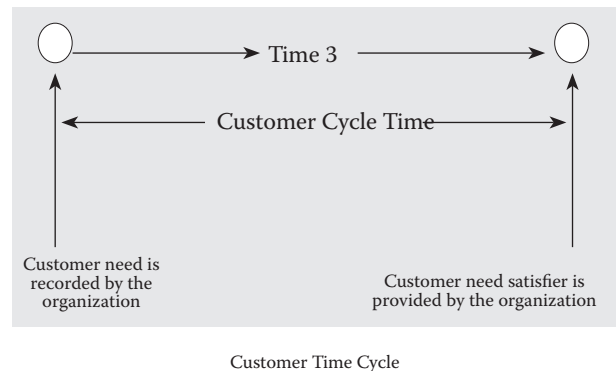 Time 3
Customer Cycle Time
Customer need is
recorded by the
organization
Customer need satisfier is
provided by the organization
Customer Time Cycle